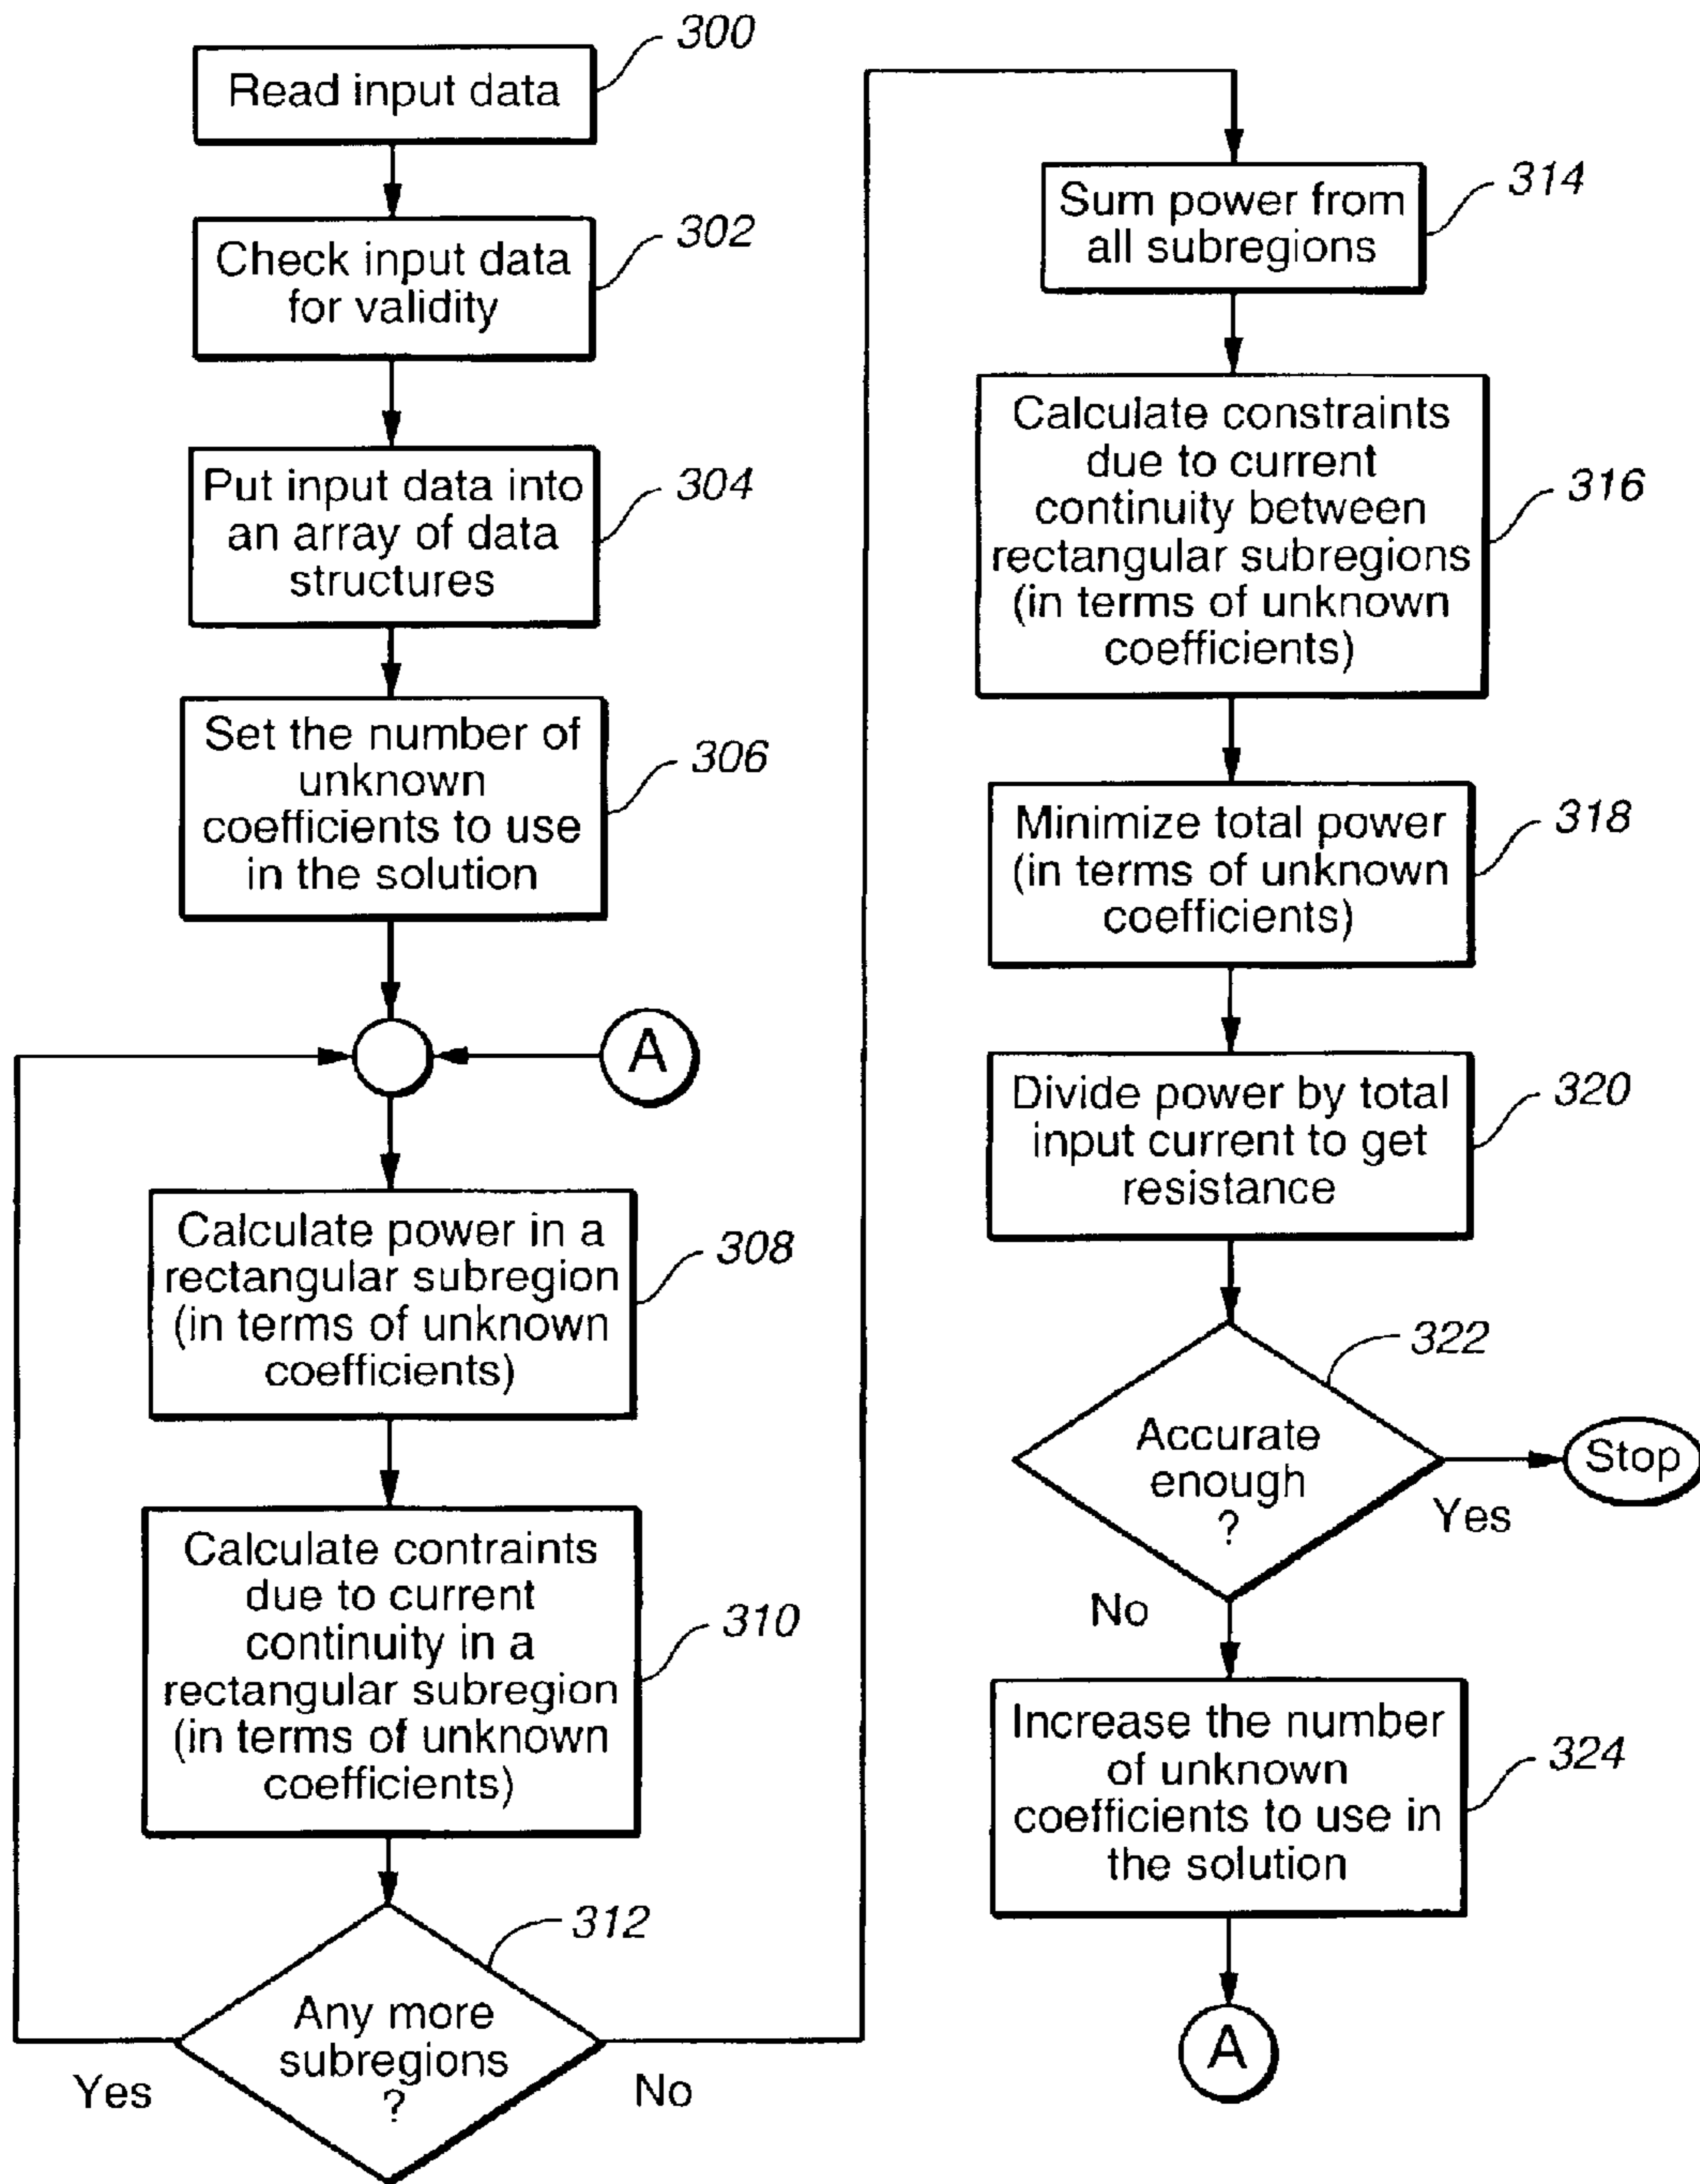 300
Read input data
302
Check input data
for validity
304
Put input data into
an array of data
structures
306
Set the number of
unknown
coefficients to use
in the solution
A
308
Calculate power in a
rectangular subregion
(in terms of unknown
coefficients)
310
Calculate contraints
due to current
continuity in a
rectangular subregion
(in terms of unknown
coefficients)
312
Any more
subregions
?
Yes
No
314
Sum power from
all subregions
316
Calculate constraints
due to current
continuity between
rectangular subregions
(in terms of unknown
coefficients)
318
Minimize total power
(in terms of unknown
coefficients)
320
Divide power by total
input current to get
resistance
322
Accurate
enough
?
Yes
Stop
No
324
Increase the number
of unknown
coefficients to use in
the solution
A